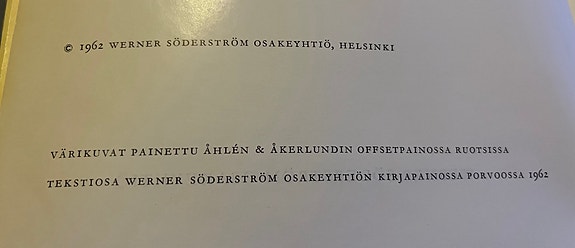 © 1962 WERNER SÖDERSTRÖM OSAKEYHTIÖ, HELSINKI
VÄRIKUVAT PAINETTU ÅHLÉN & ÅKERLUNDIN OFFSETPAINOSSA RUOTSISSA
TEKSTIOSA WERNER SÖDERSTRÖM OSAKEYHTIÖN KIRJAPAINOSSA PORVOOSSA 1962